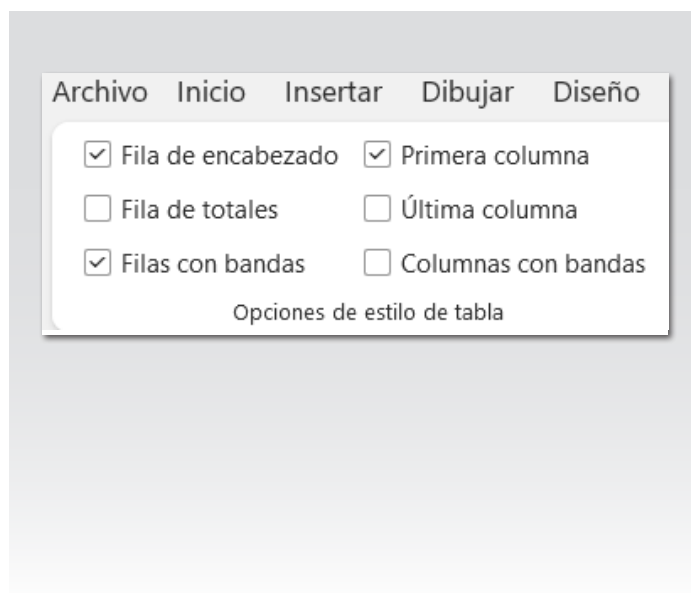 Archivo Inicio Insertar Dibujar Diseño
Fila de encabezado Primera columna
Fila de totales Última columna
Filas con bandas Columnas con bandas
Opciones de estilo de tabla